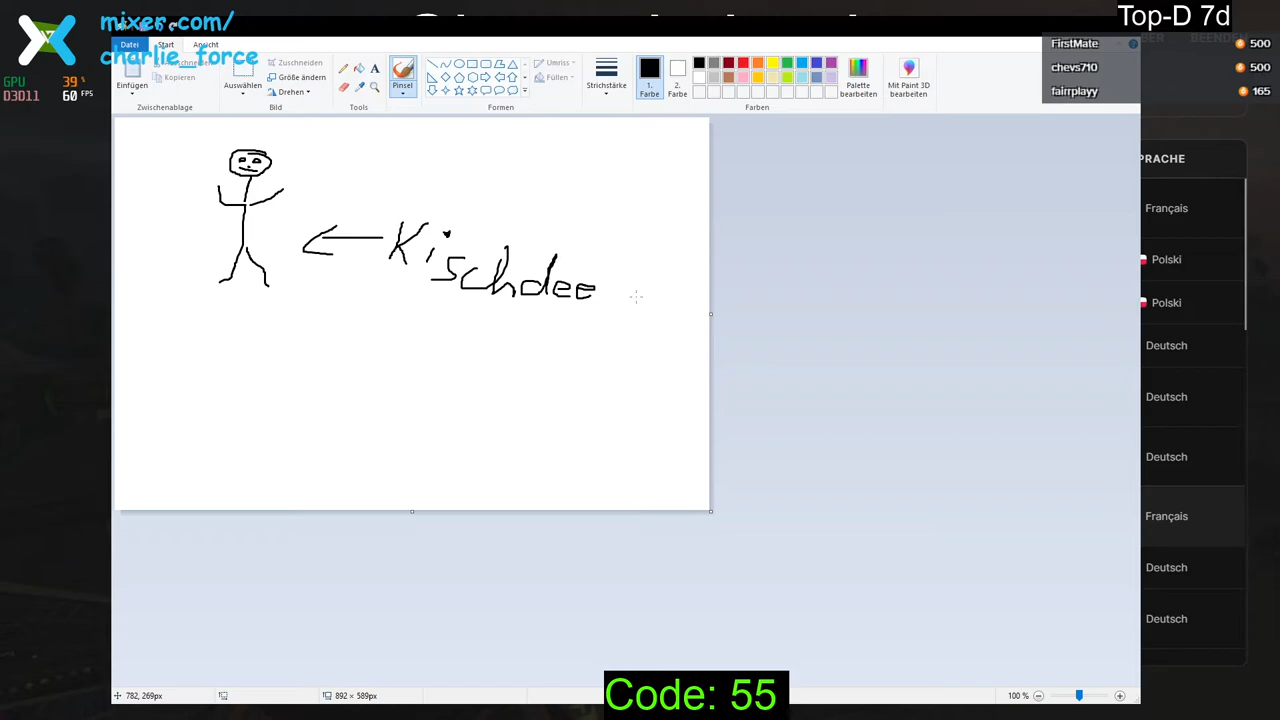 mixer.com/
charlie_force
Top-D 7d
GPU 39 %
D3D11 60 FPS
FirstMate 500
chevs710 500
fairrplayy 165
Datei Start Ansicht
Einfügen
Kopieren
Zwischenablage
Auswählen
Zuschneiden
Größe ändern
Drehen
Bild
Tools
Pinsel
Formen
Umriss
Füllen
Strichstärke
1. Farbe
2. Farbe
Farben
Palette bearbeiten
Mit Paint 3D bearbeiten
Kischdee
PRACHE
Français
Polski
Polski
Deutsch
Deutsch
Deutsch
Français
Deutsch
Deutsch
782, 269px
892 × 589px
100 %
Code: 55